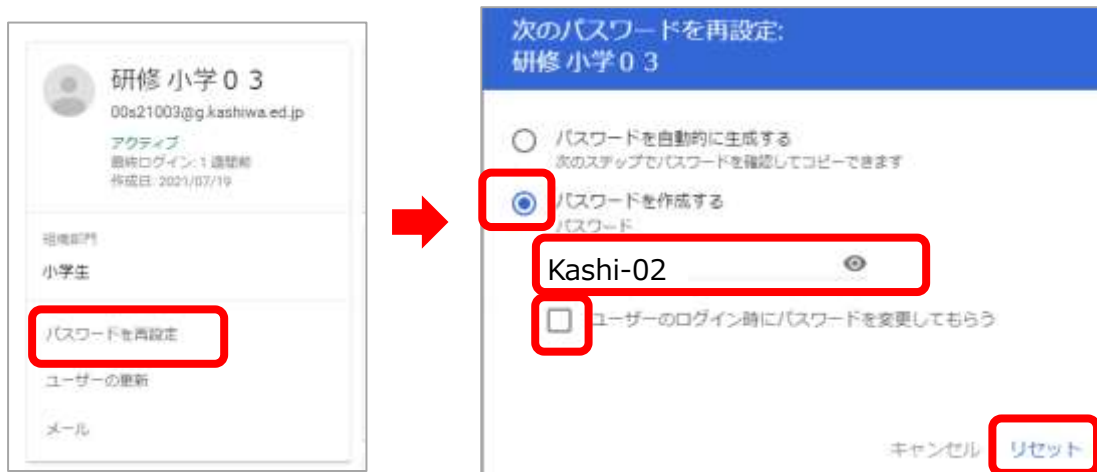 研修 小学０３
00s21003@g.kashiwa.ed.jp
アクティブ
最終ログイン: 1 週間前
作成日: 2021/07/19
組織部門
小学生
パスワードを再設定
ユーザーの更新
メール
次のパスワードを再設定:
研修 小学０３
パスワードを自動的に生成する
次のステップでパスワードを確認してコピーできます
パスワードを作成する
パスワード
Kashi-02
ユーザーのログイン時にパスワードを変更してもらう
キャンセル リセット